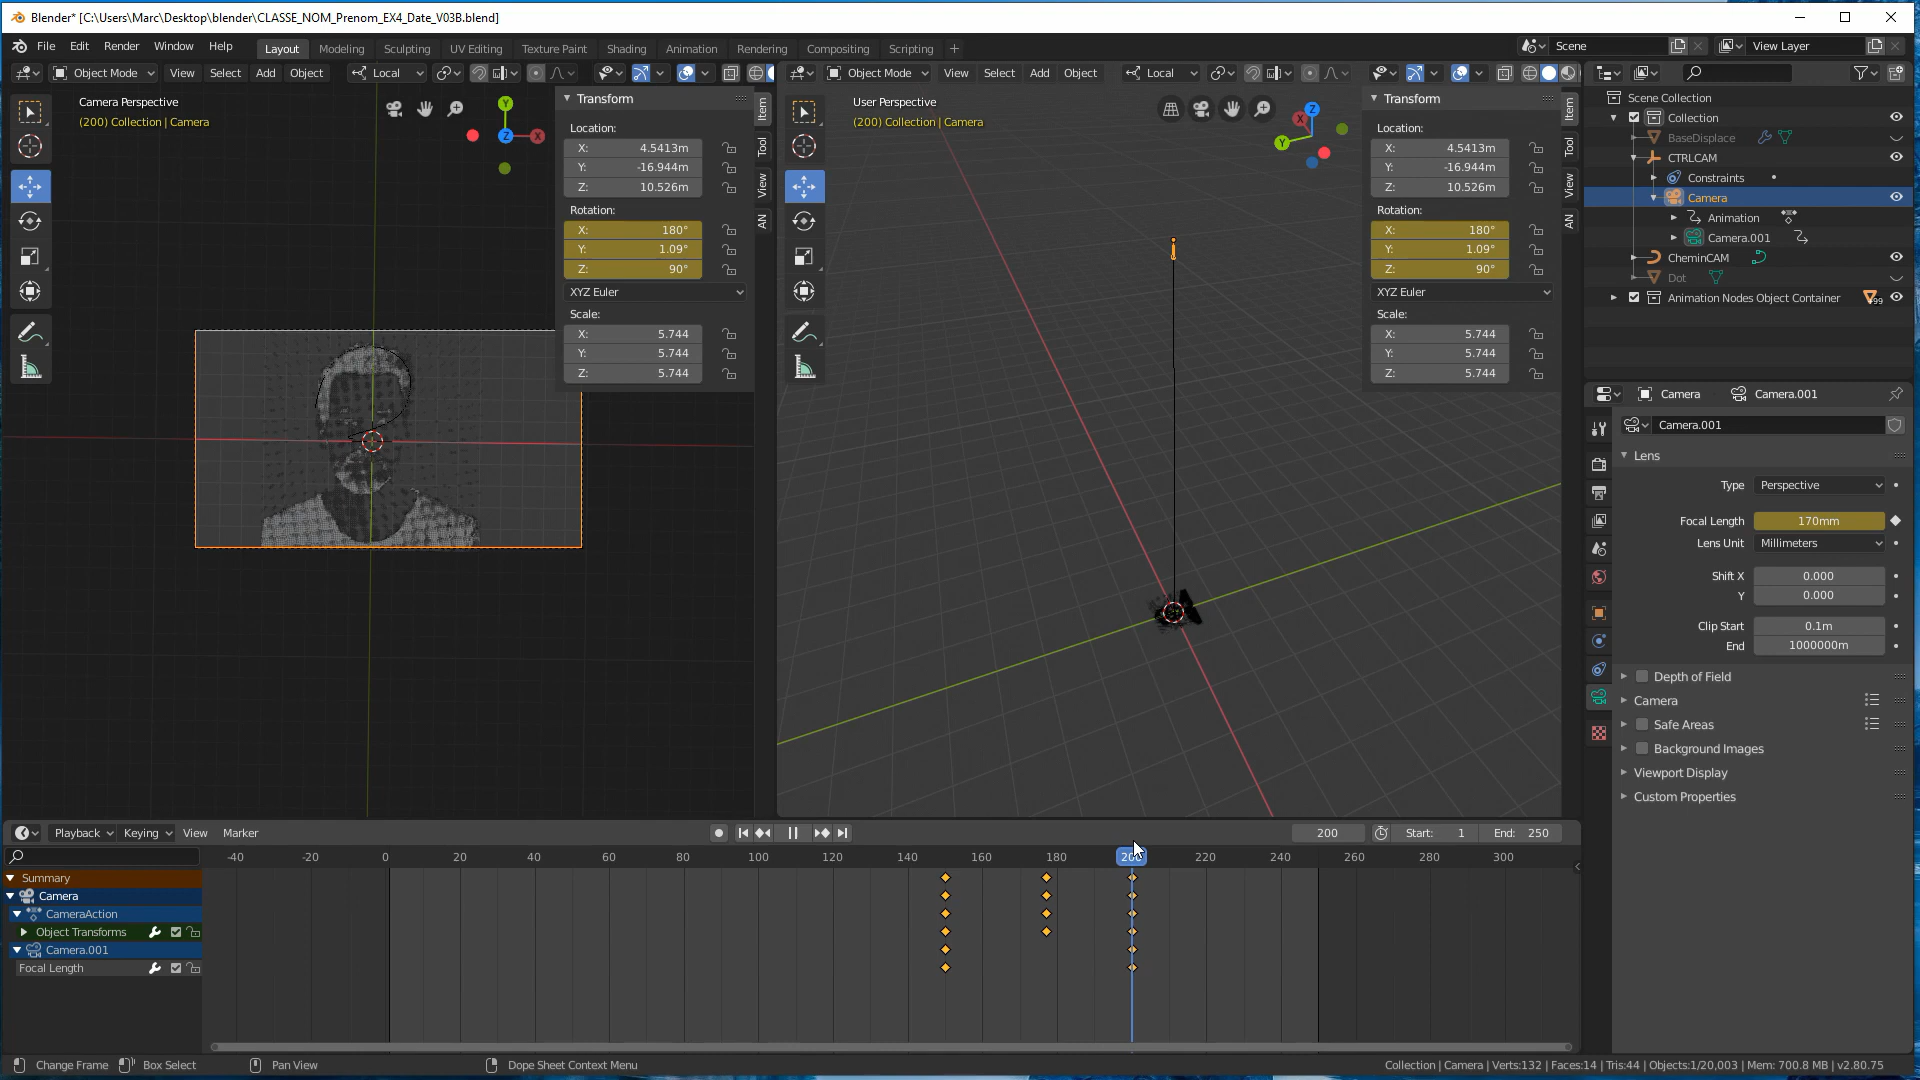 Blender* [C:\Users\Marc\Desktop\blender\CLASSE_NOM_Prenom_EX4_Date_V03B.blend]
File Edit Render Window Help Layout Modeling Sculpting UV Editing Texture Paint Shading Animation Rendering Compositing Scripting + Scene View Layer
Object Mode View Select Add Object Local
Object Mode View Select Add Object Local
Camera Perspective
(200) Collection | Camera
Y
Z
X
Transform
Location:
X: 4.5413m
Y: -16.944m
Z: 10.526m
Rotation:
X: 180°
Y: 1.09°
Z: 90°
XYZ Euler
Scale:
X: 5.744
Y: 5.744
Z: 5.744
Item
Tool
View
AN
User Perspective
(200) Collection | Camera
Z
X
Y
Transform
Location:
X: 4.5413m
Y: -16.944m
Z: 10.526m
Rotation:
X: 180°
Y: 1.09°
Z: 90°
XYZ Euler
Scale:
X: 5.744
Y: 5.744
Z: 5.744
Item
Tool
View
AN
Scene Collection
Collection
BaseDisplace
CTRLCAM
Constraints
Camera
Animation
Camera.001
CheminCAM
Dot
Animation Nodes Object Container 99
Camera Camera.001
Camera.001
Lens
Type Perspective
Focal Length 170mm
Lens Unit Millimeters
Shift X 0.000
Y 0.000
Clip Start 0.1m
End 1000000m
Depth of Field
Camera
Safe Areas
Background Images
Viewport Display
Custom Properties
Playback Keying View Marker 200 Start: 1 End: 250
-40 -20 0 20 40 60 80 100 120 140 160 180 200 220 240 260 280 300
Summary
Camera
CameraAction
Object Transforms
Camera.001
Focal Length
Change Frame Box Select Pan View Dope Sheet Context Menu Collection | Camera | Verts:132 | Faces:14 | Tris:44 | Objects:1/20,003 | Mem: 700.8 MB | v2.80.75